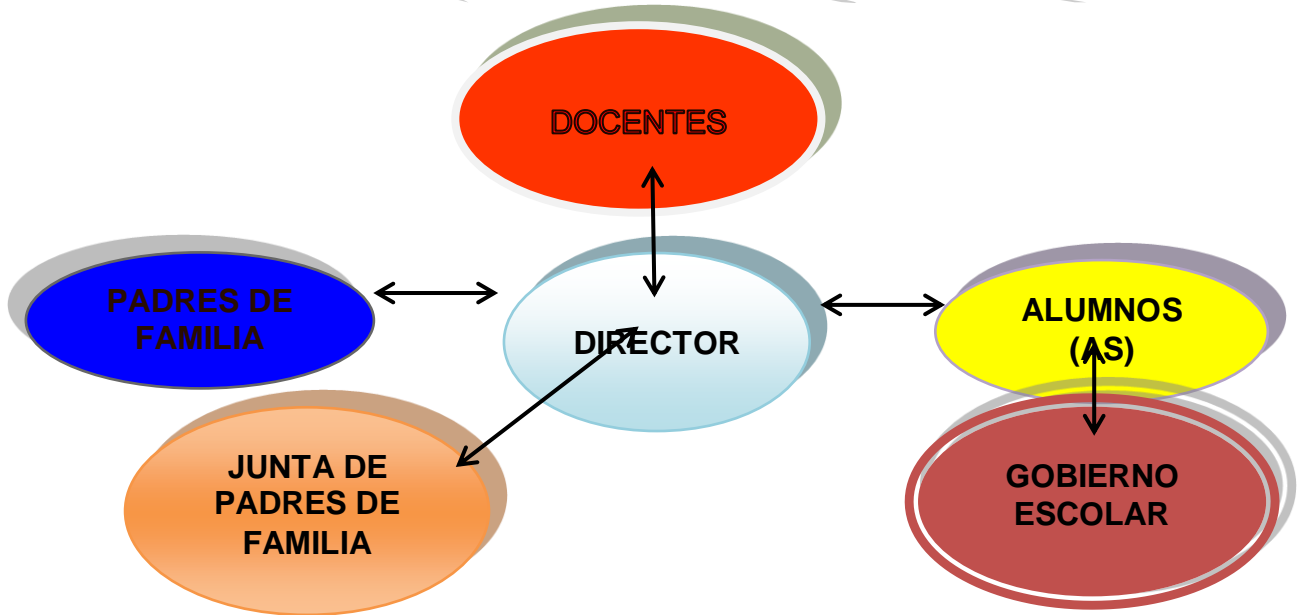 DOCENTES
PADRES DE
FAMILIA
DIRECTOR
ALUMNOS
(AS)
JUNTA DE
PADRES DE
FAMILIA
GOBIERNO
ESCOLAR